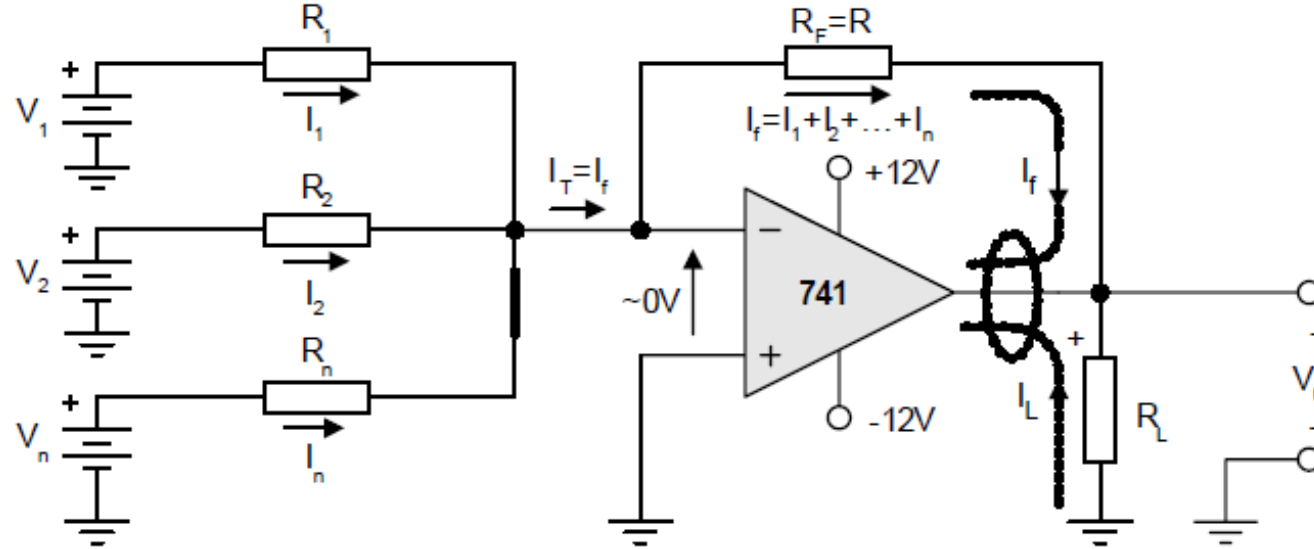 R1
+
V1
I1
RF=R
If=I1+I2+...+In
IT=If
+12V
If
R2
+
V2
I2
~0V
−
741
+
-12V
IL
+
RL
Rn
+
Vn
In